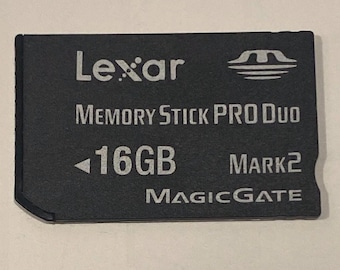 Lexar
MEMORY STICK PRO DUO
◄16GB MARK2
MAGICGATE